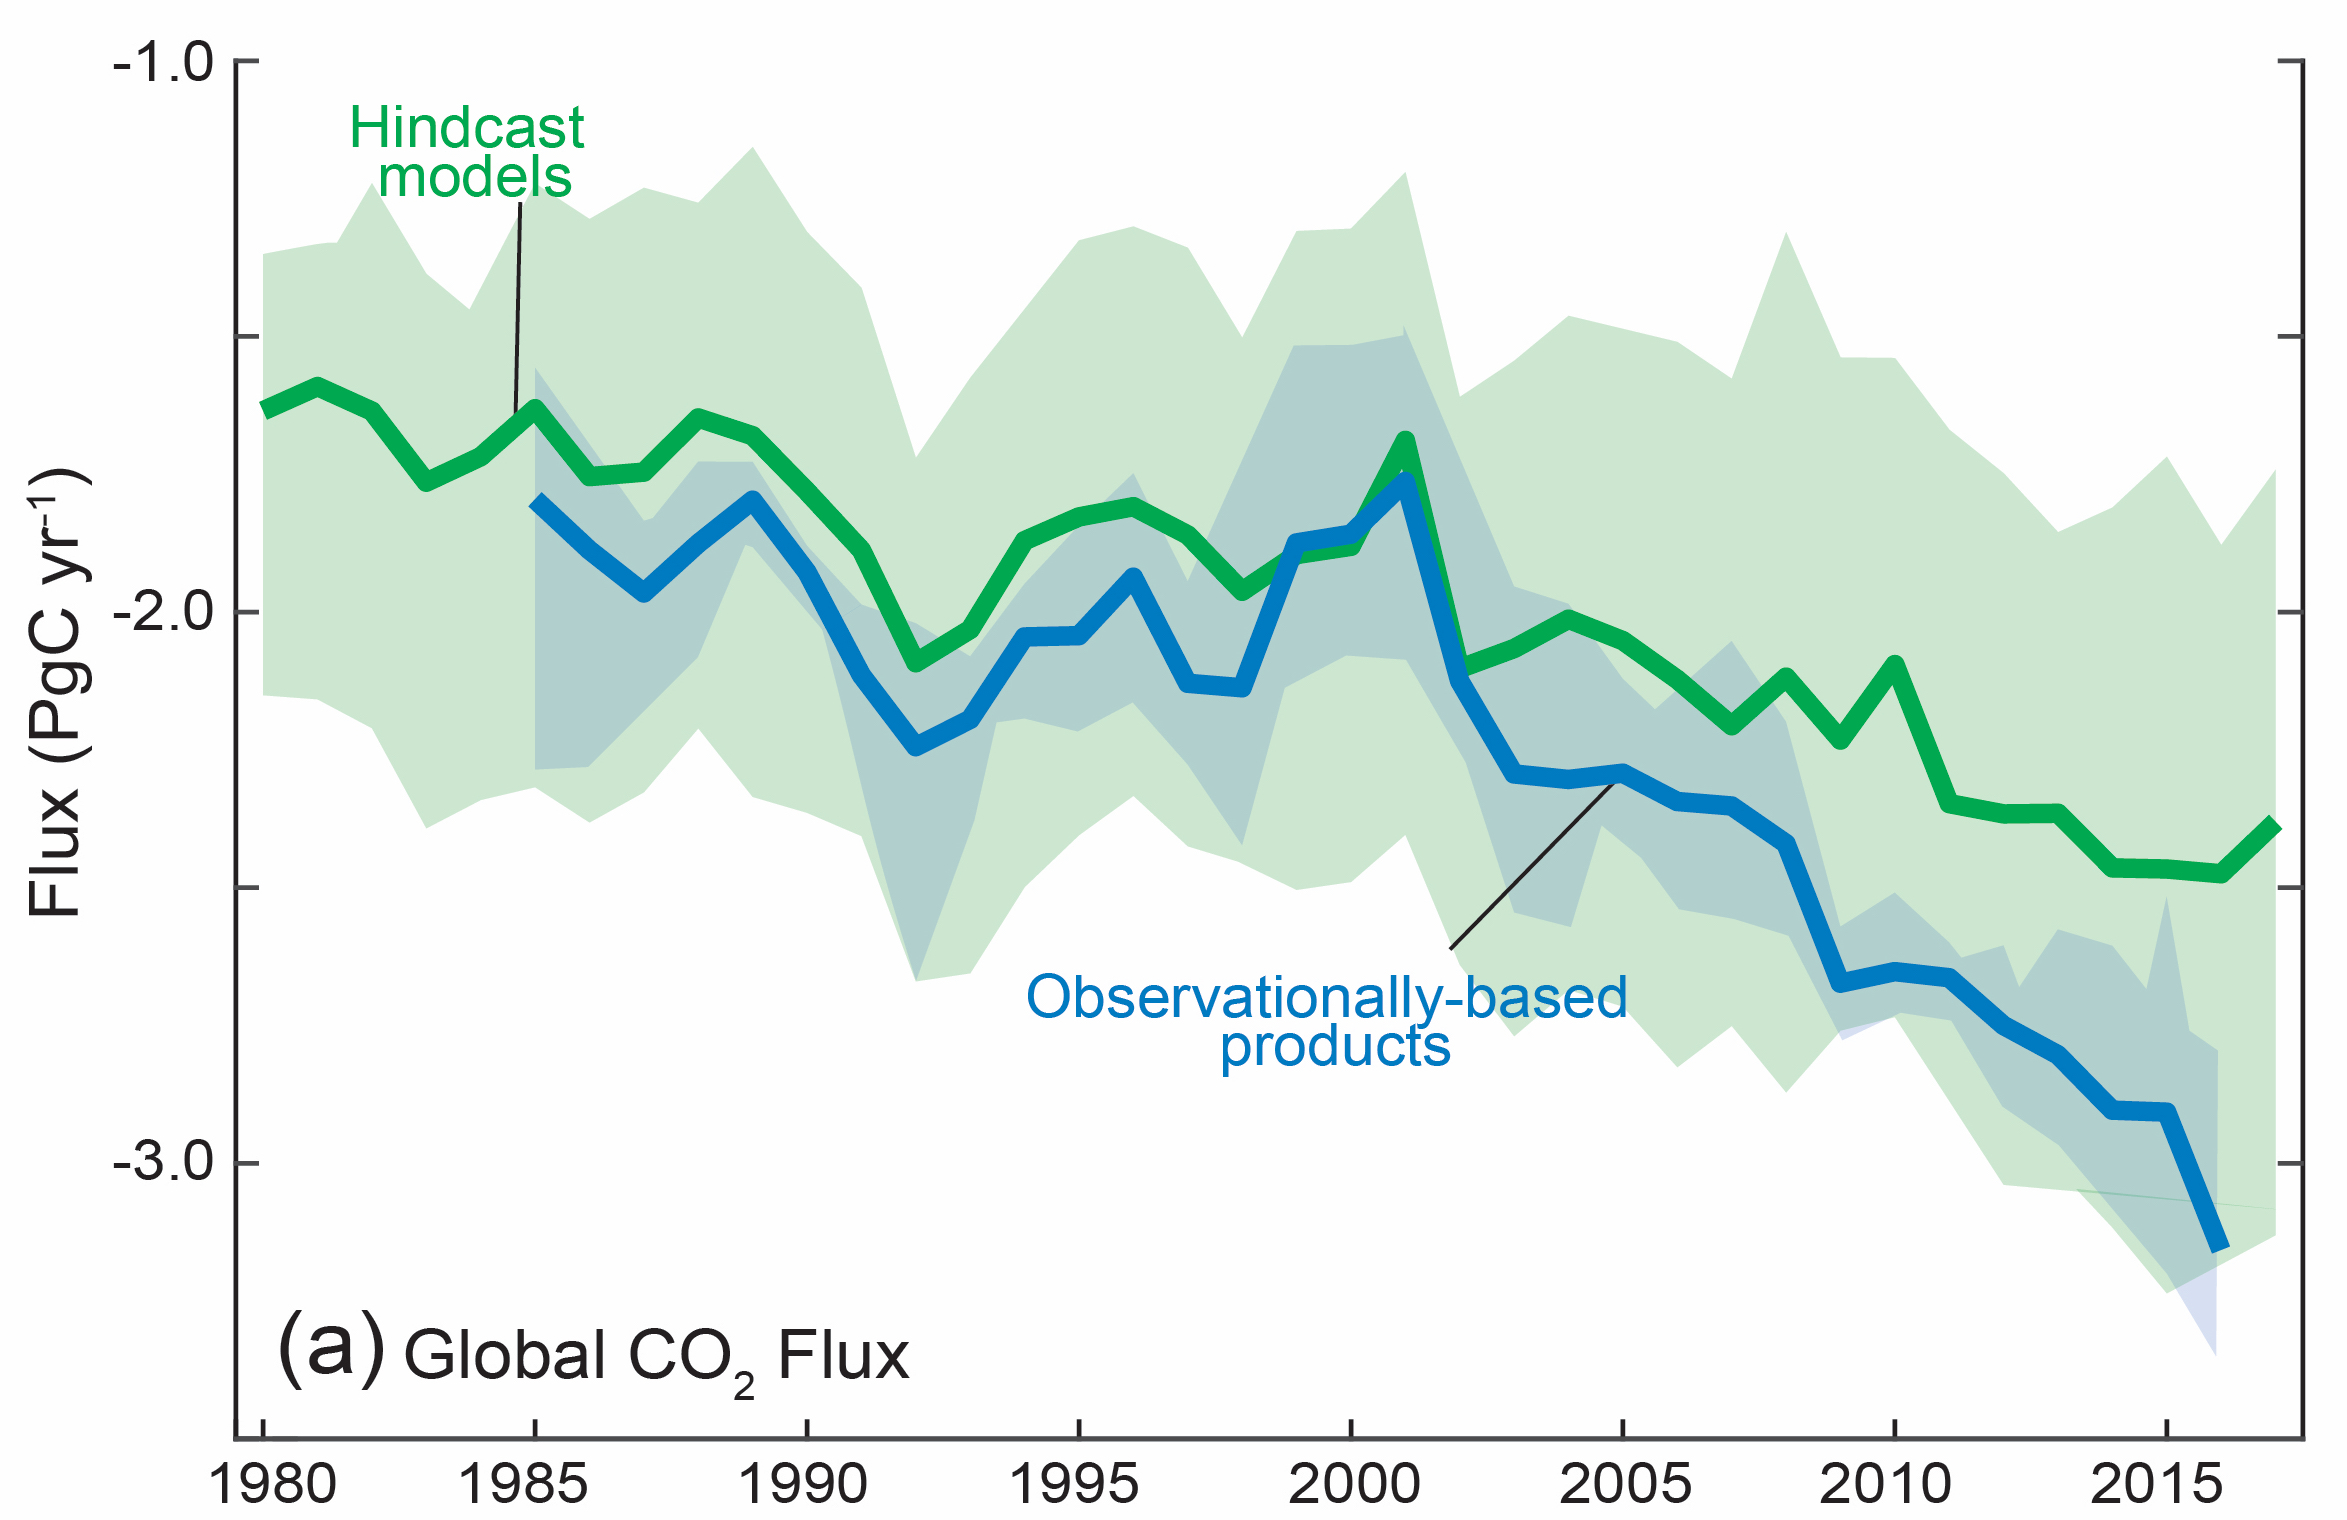 -1.0
Hindcast
models
-2.0
Flux (PgC yr-1)
Observationally-based
products
-3.0
(a) Global CO2 Flux
1980 1985 1990 1995 2000 2005 2010 2015